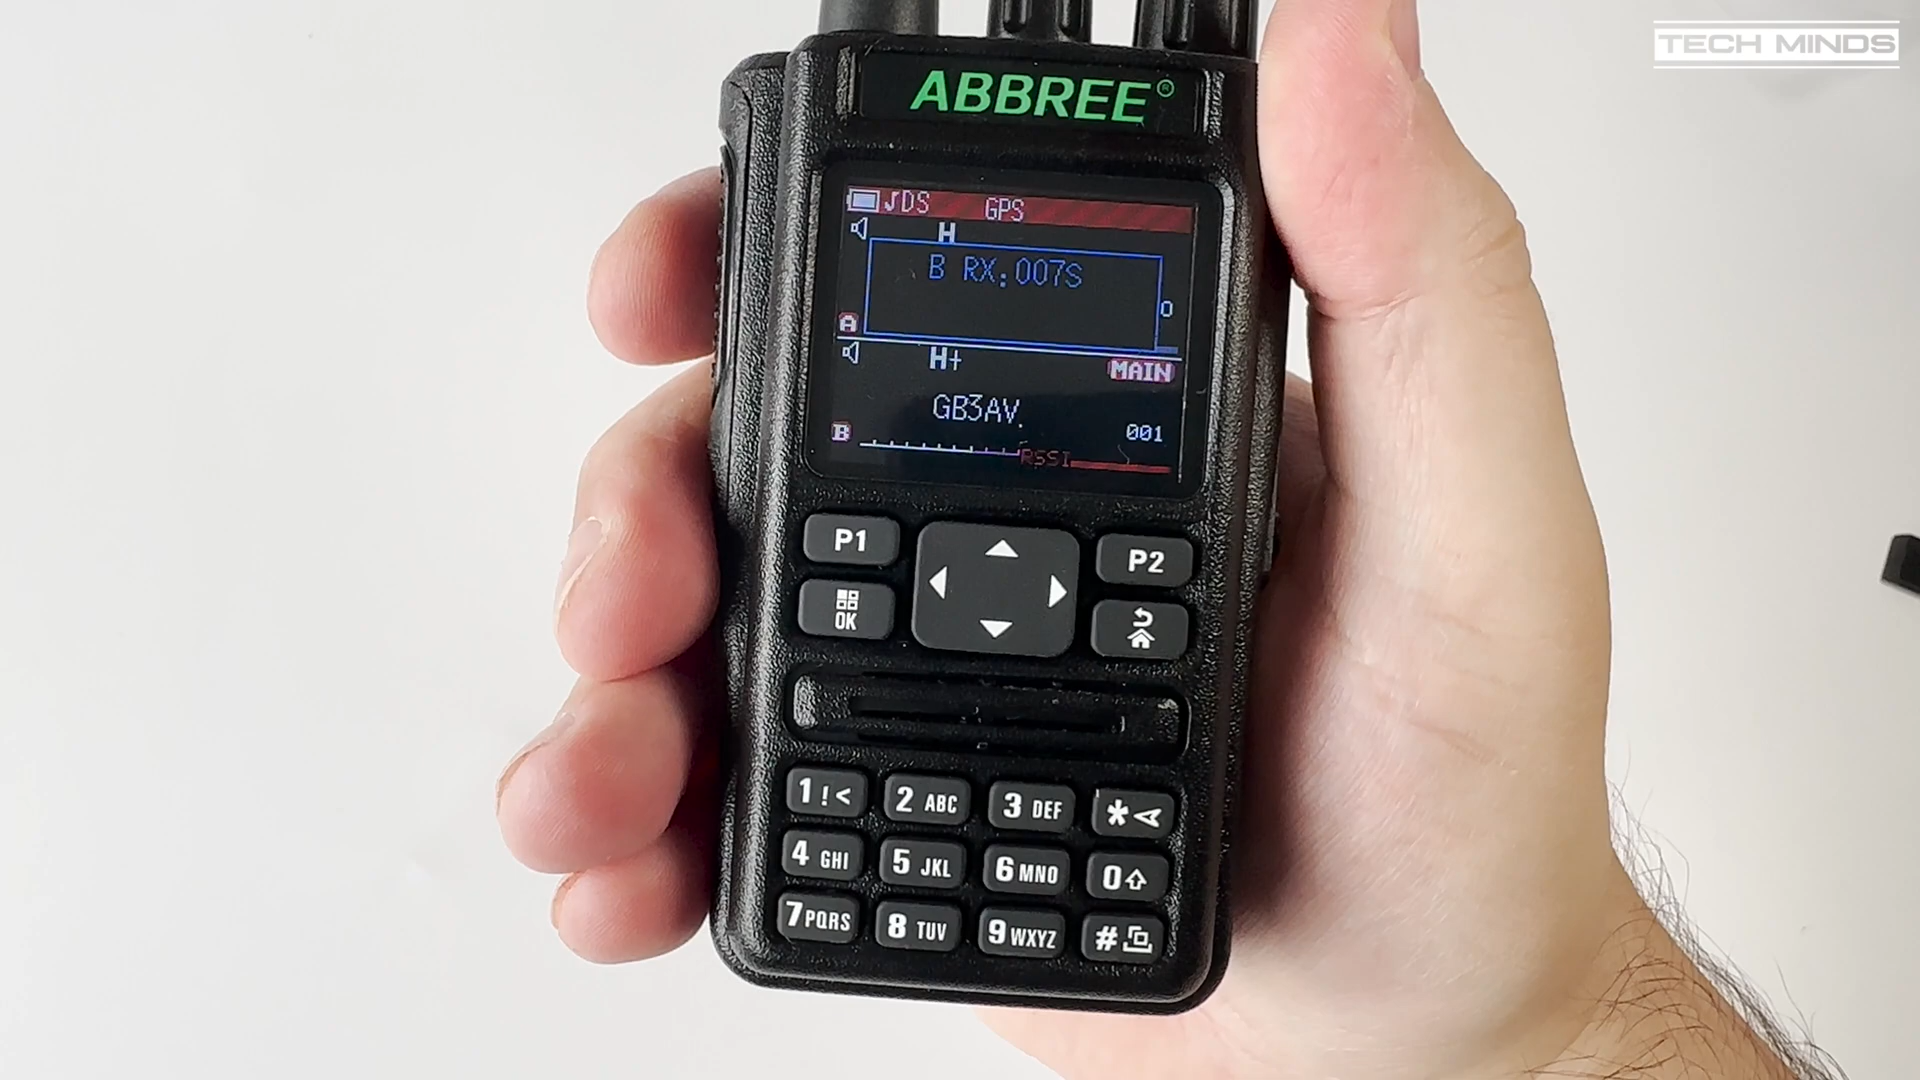 TECH MINDS
ABBREE®
DS GPS
H
B RX:007S
0
A
H+ MAIN
GB3AV.
B 001
RSSI
P1 P2
OK
1!< 2 ABC 3 DEF *
4 GHI 5 JKL 6 MNO 0
7 PQRS 8 TUV 9 WXYZ #